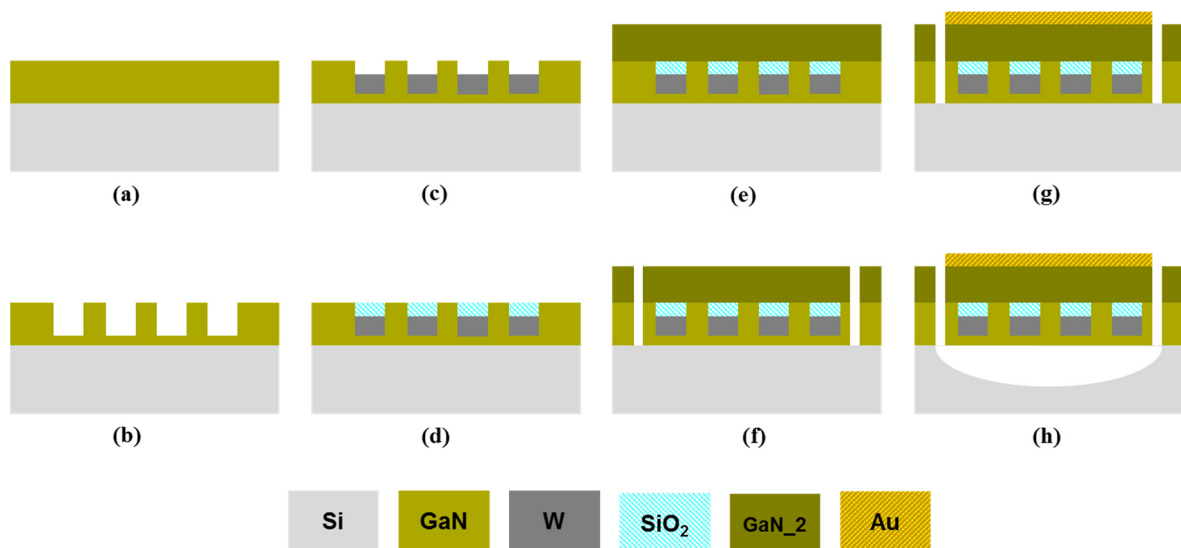 (a)
(c)
(e)
(g)
(b)
(d)
(f)
(h)
Si
GaN
W
SiO₂
GaN_2
Au